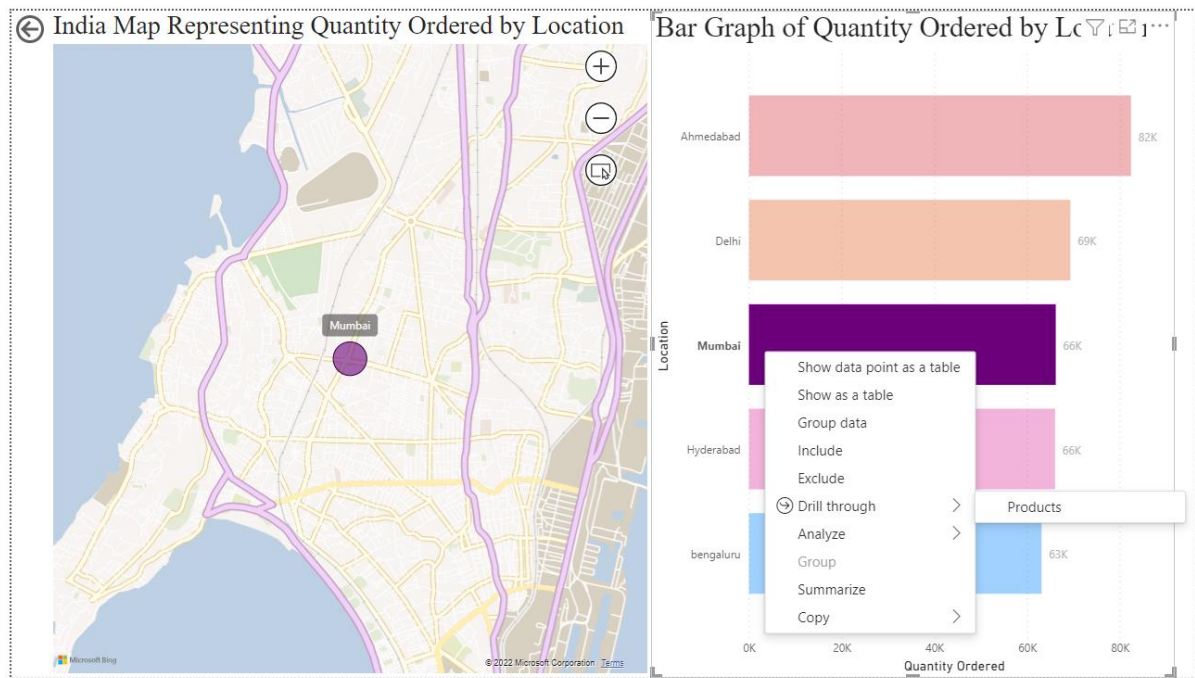 India Map Representing Quantity Ordered by Location
Mumbai
Microsoft Bing
© 2022 Microsoft Corporation Terms
Bar Graph of Quantity Ordered by
Location
Ahmedabad
82K
Delhi
69K
Mumbai
66K
Hyderabad
66K
bengaluru
63K
Show data point as a table
Show as a table
Group data
Include
Exclude
Drill through
Products
Analyze
Group
Summarize
Copy
0K 20K 40K 60K 80K
Quantity Ordered